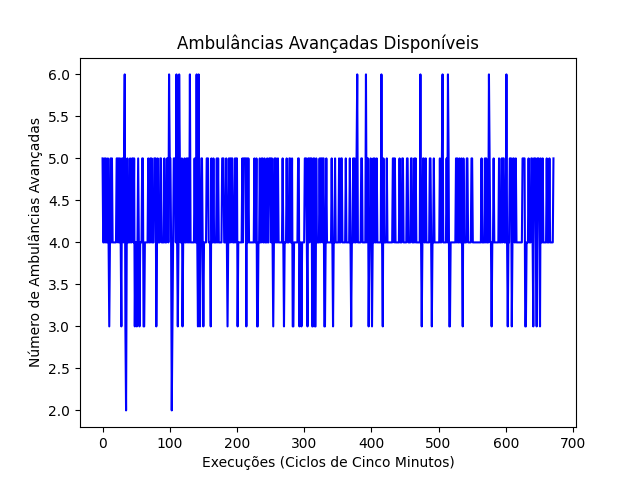 Ambulâncias Avançadas Disponíveis
Número de Ambulâncias Avançadas
6.0
5.5
5.0
4.5
4.0
3.5
3.0
2.5
2.0
0 100 200 300 400 500 600 700
Execuções (Ciclos de Cinco Minutos)